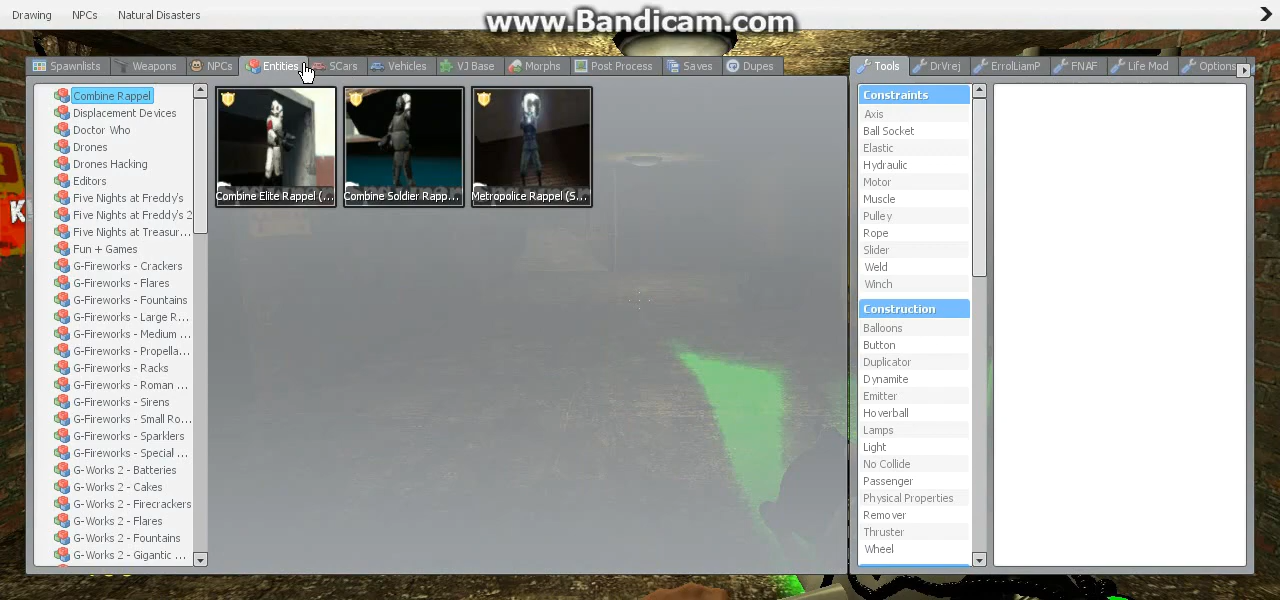 Drawing NPCs Natural Disasters
www.Bandicam.com
Spawnlists Weapons NPCs Entities SCars Vehicles VJ Base Morphs Post Process Saves Dupes
Tools DrVrej ErrolLiamP FNAF Life Mod Options
Combine Rappel
Displacement Devices
Doctor Who
Drones
Drones Hacking
Editors
Five Nights at Freddy's
Five Nights at Freddy's 2
Five Nights at Treasur...
Fun + Games
G-Fireworks - Crackers
G-Fireworks - Flares
G-Fireworks - Fountains
G-Fireworks - Large R...
G-Fireworks - Medium ...
G-Fireworks - Propella...
G-Fireworks - Racks
G-Fireworks - Roman ...
G-Fireworks - Sirens
G-Fireworks - Small Ro...
G-Fireworks - Sparklers
G-Fireworks - Special ...
G-Works 2 - Batteries
G-Works 2 - Cakes
G-Works 2 - Firecrackers
G-Works 2 - Flares
G-Works 2 - Fountains
G-Works 2 - Gigantic ...
Combine Elite Rappel (...
Combine Soldier Rapp...
Metropolice Rappel (S...
Constraints
Axis
Ball Socket
Elastic
Hydraulic
Motor
Muscle
Pulley
Rope
Slider
Weld
Winch
Construction
Balloons
Button
Duplicator
Dynamite
Emitter
Hoverball
Lamps
Light
No Collide
Passenger
Physical Properties
Remover
Thruster
Wheel